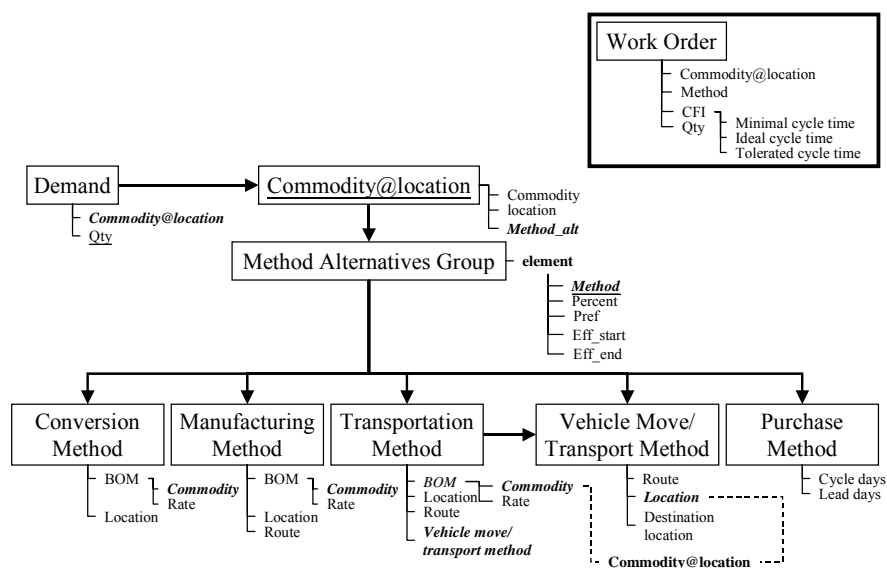 Work Order
Commodity@location
Method
CFI
Qty
Minimal cycle time
Ideal cycle time
Tolerated cycle time
Demand
Commodity@location
Qty
Commodity@location
Commodity
location
Method_alt
Method Alternatives Group
element
Method
Percent
Pref
Eff_start
Eff_end
Conversion
Method
BOM
Commodity
Rate
Location
Manufacturing
Method
BOM
Commodity
Rate
Location
Route
Transportation
Method
BOM
Commodity
Rate
Location
Route
Vehicle move/
transport method
Vehicle Move/
Transport Method
Route
Location
Destination
location
Commodity@location
Purchase
Method
Cycle days
Lead days